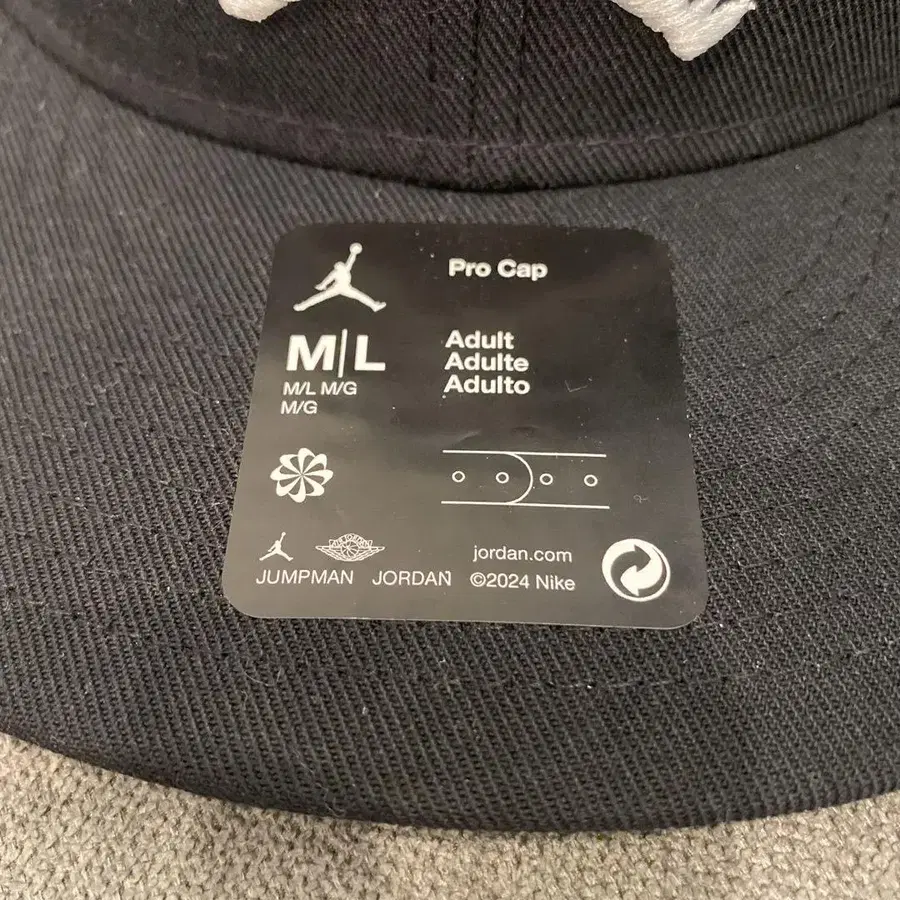 Pro Cap
M|L
M/L M/G
M/G
Adult
Adulte
Adulto
JUMPMAN JORDAN
jordan.com
©2024 Nike